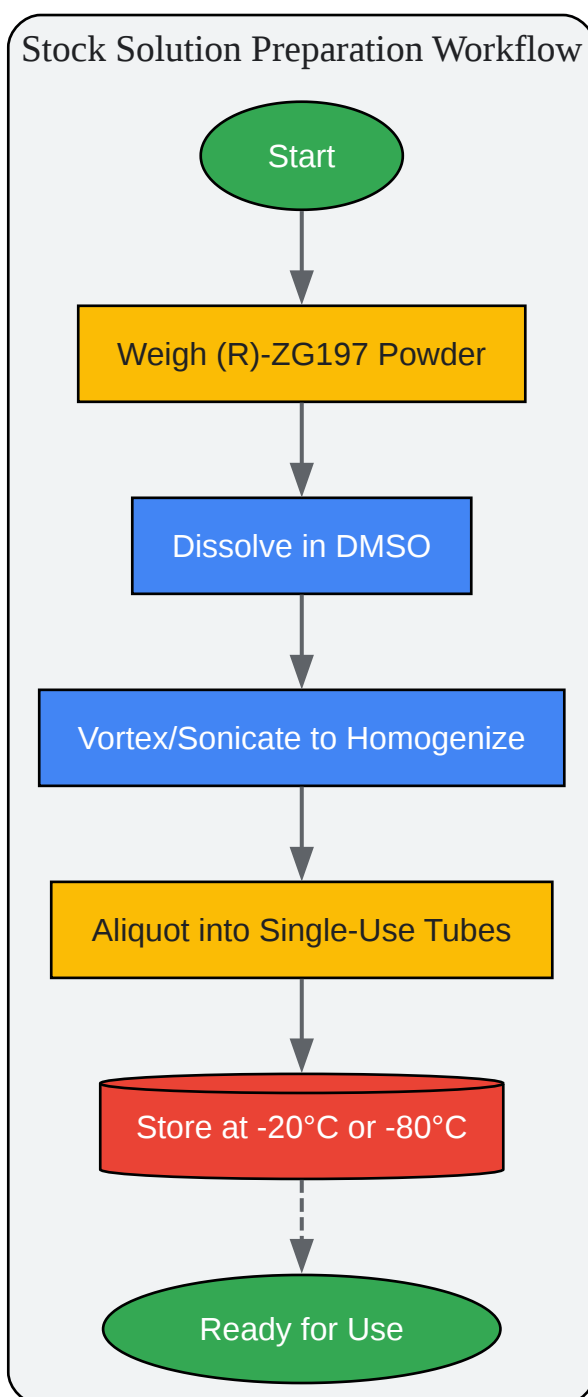 Stock Solution Preparation Workflow
Start
Weigh (R)-ZG197 Powder
Dissolve in DMSO
Vortex/Sonicate to Homogenize
Aliquot into Single-Use Tubes
Store at -20°C or -80°C
Ready for Use